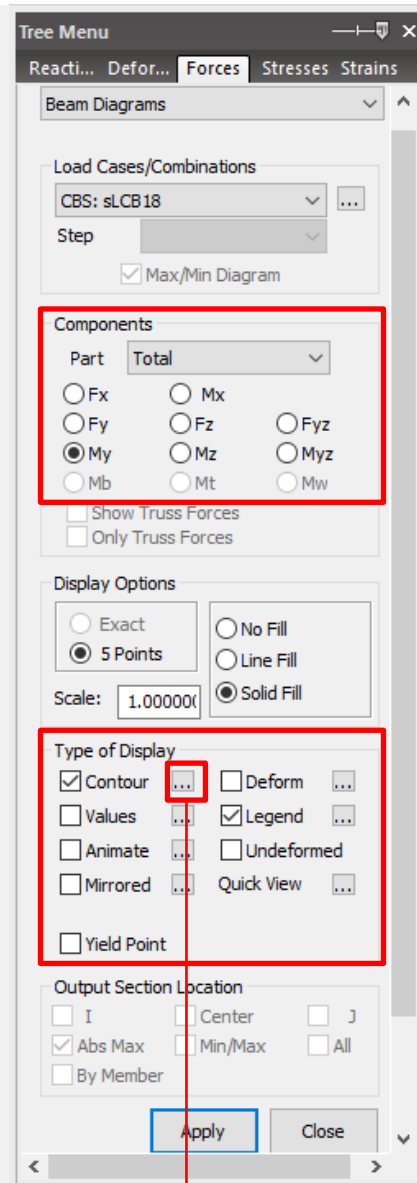 Tree Menu
Reacti... Defor... Forces Stresses Strains
Beam Diagrams
Load Cases/Combinations
CBS: sLCB18 ...
Step
Max/Min Diagram
Components
Part Total
Fx Mx
Fy Fz Fyz
My Mz Myz
Mb Mt Mw
Show Truss Forces
Only Truss Forces
Display Options
Exact
No Fill
5 Points
Line Fill
Scale: 1.000000 Solid Fill
Type of Display
Contour ... Deform ...
Values ... Legend ...
Animate ... Undeformed
Mirrored ... Quick View ...
Yield Point
Output Section Location
I Center J
Abs Max Min/Max All
By Member
Apply Close